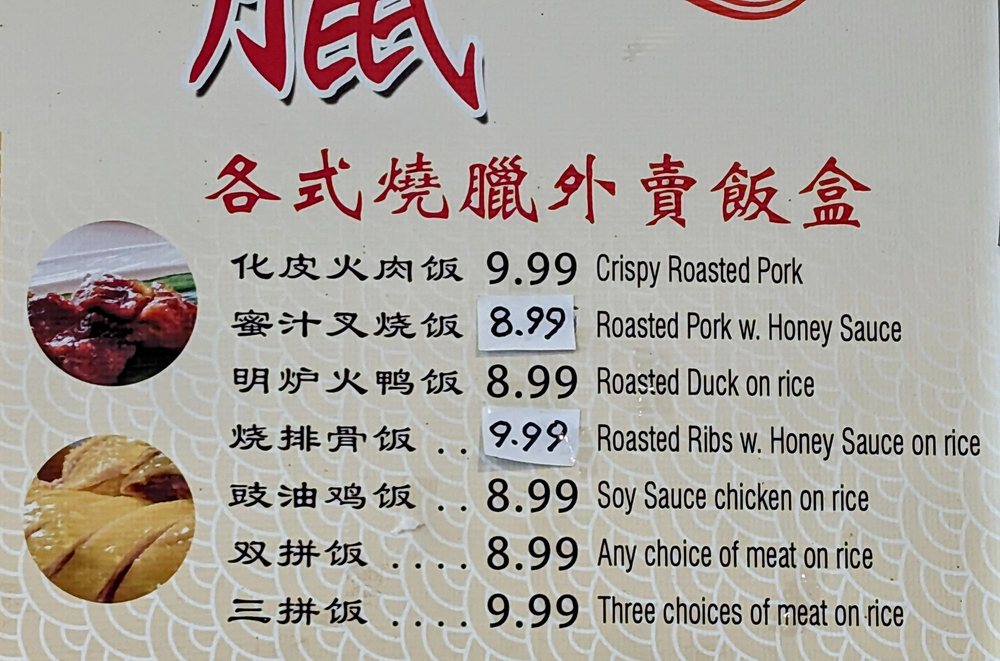 臘
各式燒臘外賣飯盒
化皮火肉饭 9.99 Crispy Roasted Pork
蜜汁叉烧饭 8.99 Roasted Pork w. Honey Sauce
明炉火鸭饭 8.99 Roasted Duck on rice
烧排骨饭 .. 9.99 Roasted Ribs w. Honey Sauce on rice
豉油鸡饭 .. 8.99 Soy Sauce chicken on rice
双拼饭 .... 8.99 Any choice of meat on rice
三拼饭 .... 9.99 Three choices of meat on rice